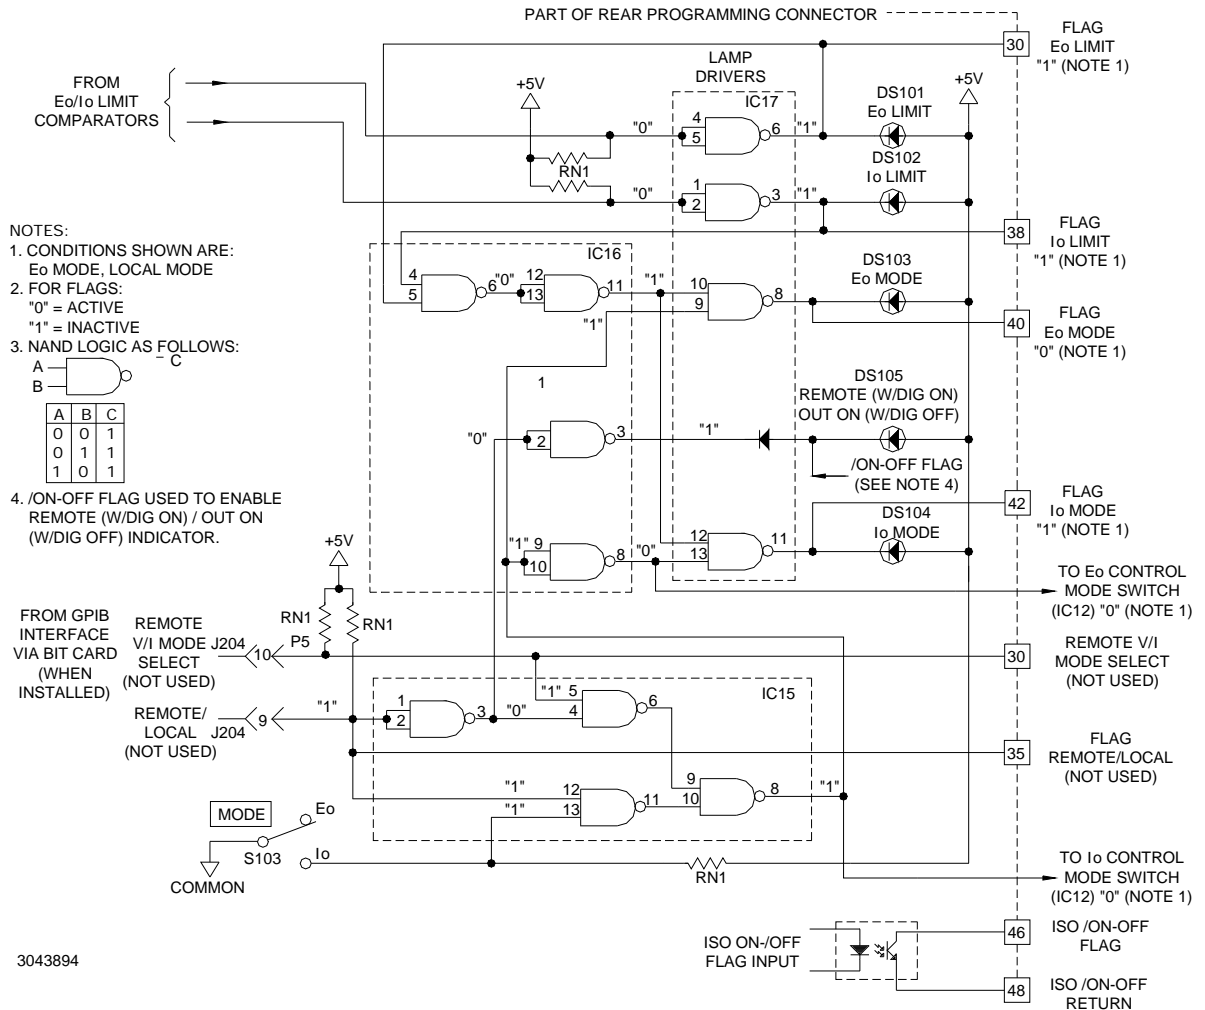 PART OF REAR PROGRAMMING CONNECTOR
30
FLAG
Eo LIMIT
"1" (NOTE 1)
FROM
Eo/Io LIMIT
COMPARATORS
+5V
LAMP
DRIVERS
IC17
+5V
DS101
Eo LIMIT
"0"
4
5
6
"1"
RN1
DS102
Io LIMIT
"0"
1
2
3
"1"
38
FLAG
Io LIMIT
"1" (NOTE 1)
NOTES:
1. CONDITIONS SHOWN ARE:
Eo MODE, LOCAL MODE
2. FOR FLAGS:
"0" = ACTIVE
"1" = INACTIVE
3. NAND LOGIC AS FOLLOWS:
A
B
C
A B C
0 0 1
0 1 1
1 0 1
4. /ON-OFF FLAG USED TO ENABLE
REMOTE (W/DIG ON) / OUT ON
(W/DIG OFF) INDICATOR.
IC16
4
5
6
"0"
12
13
11
"1"
10
9
8
"1"
DS103
Eo MODE
40
FLAG
Eo MODE
"0" (NOTE 1)
1
DS105
REMOTE (W/DIG ON)
OUT ON (W/DIG OFF)
"0"
2
3
"1"
/ON-OFF FLAG
(SEE NOTE 4)
42
FLAG
Io MODE
"1" (NOTE 1)
DS104
Io MODE
"1"
9
10
8
"0"
12
13
11
TO Eo CONTROL
MODE SWITCH
(IC12) "0" (NOTE 1)
+5V
RN1
RN1
FROM GPIB
INTERFACE
VIA BIT CARD
(WHEN
INSTALLED)
REMOTE
V/I MODE
SELECT
(NOT USED)
J204
10
P5
30
REMOTE V/I
MODE SELECT
(NOT USED)
REMOTE/
LOCAL
(NOT USED)
J204
9
"1"
IC15
1
2
3
"0"
"1"
5
4
6
35
FLAG
REMOTE/LOCAL
(NOT USED)
"1"
12
"1"
13
11
9
10
8
"1"
MODE
Eo
S103
Io
COMMON
RN1
TO Io CONTROL
MODE SWITCH
(IC12) "0" (NOTE 1)
ISO ON-/OFF
FLAG INPUT
46
ISO /ON-OFF
FLAG
48
ISO /ON-OFF
RETURN
3043894